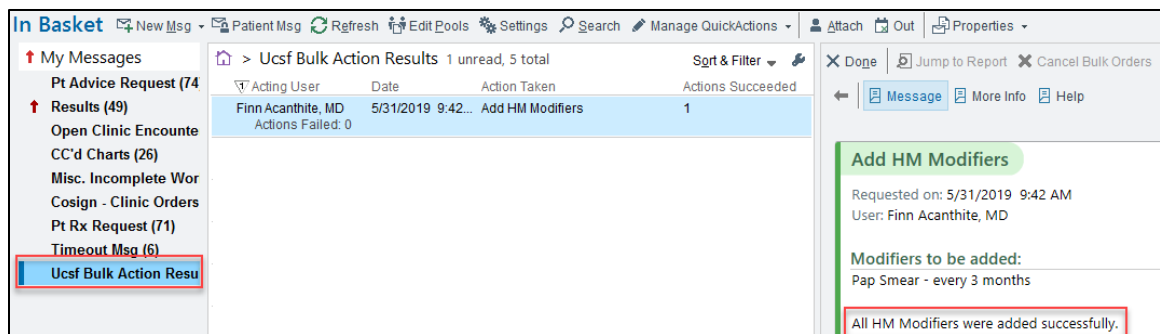 In Basket New Msg Patient Msg Refresh Edit Pools Settings Search Manage QuickActions Attach Out Properties
My Messages
Pt Advice Request (74
Results (49)
Open Clinic Encounte
CC'd Charts (26)
Misc. Incomplete Wor
Cosign - Clinic Orders
Pt Rx Request (71)
Timeout Msg (6)
Ucsf Bulk Action Resu
> Ucsf Bulk Action Results 1 unread, 5 total Sort & Filter
Acting User Date Action Taken Actions Succeeded
Finn Acanthite, MD 5/31/2019 9:42... Add HM Modifiers 1
Actions Failed: 0
Done Jump to Report Cancel Bulk Orders
Message More Info Help
Add HM Modifiers
Requested on: 5/31/2019 9:42 AM
User: Finn Acanthite, MD
Modifiers to be added:
Pap Smear - every 3 months
All HM Modifiers were added successfully.